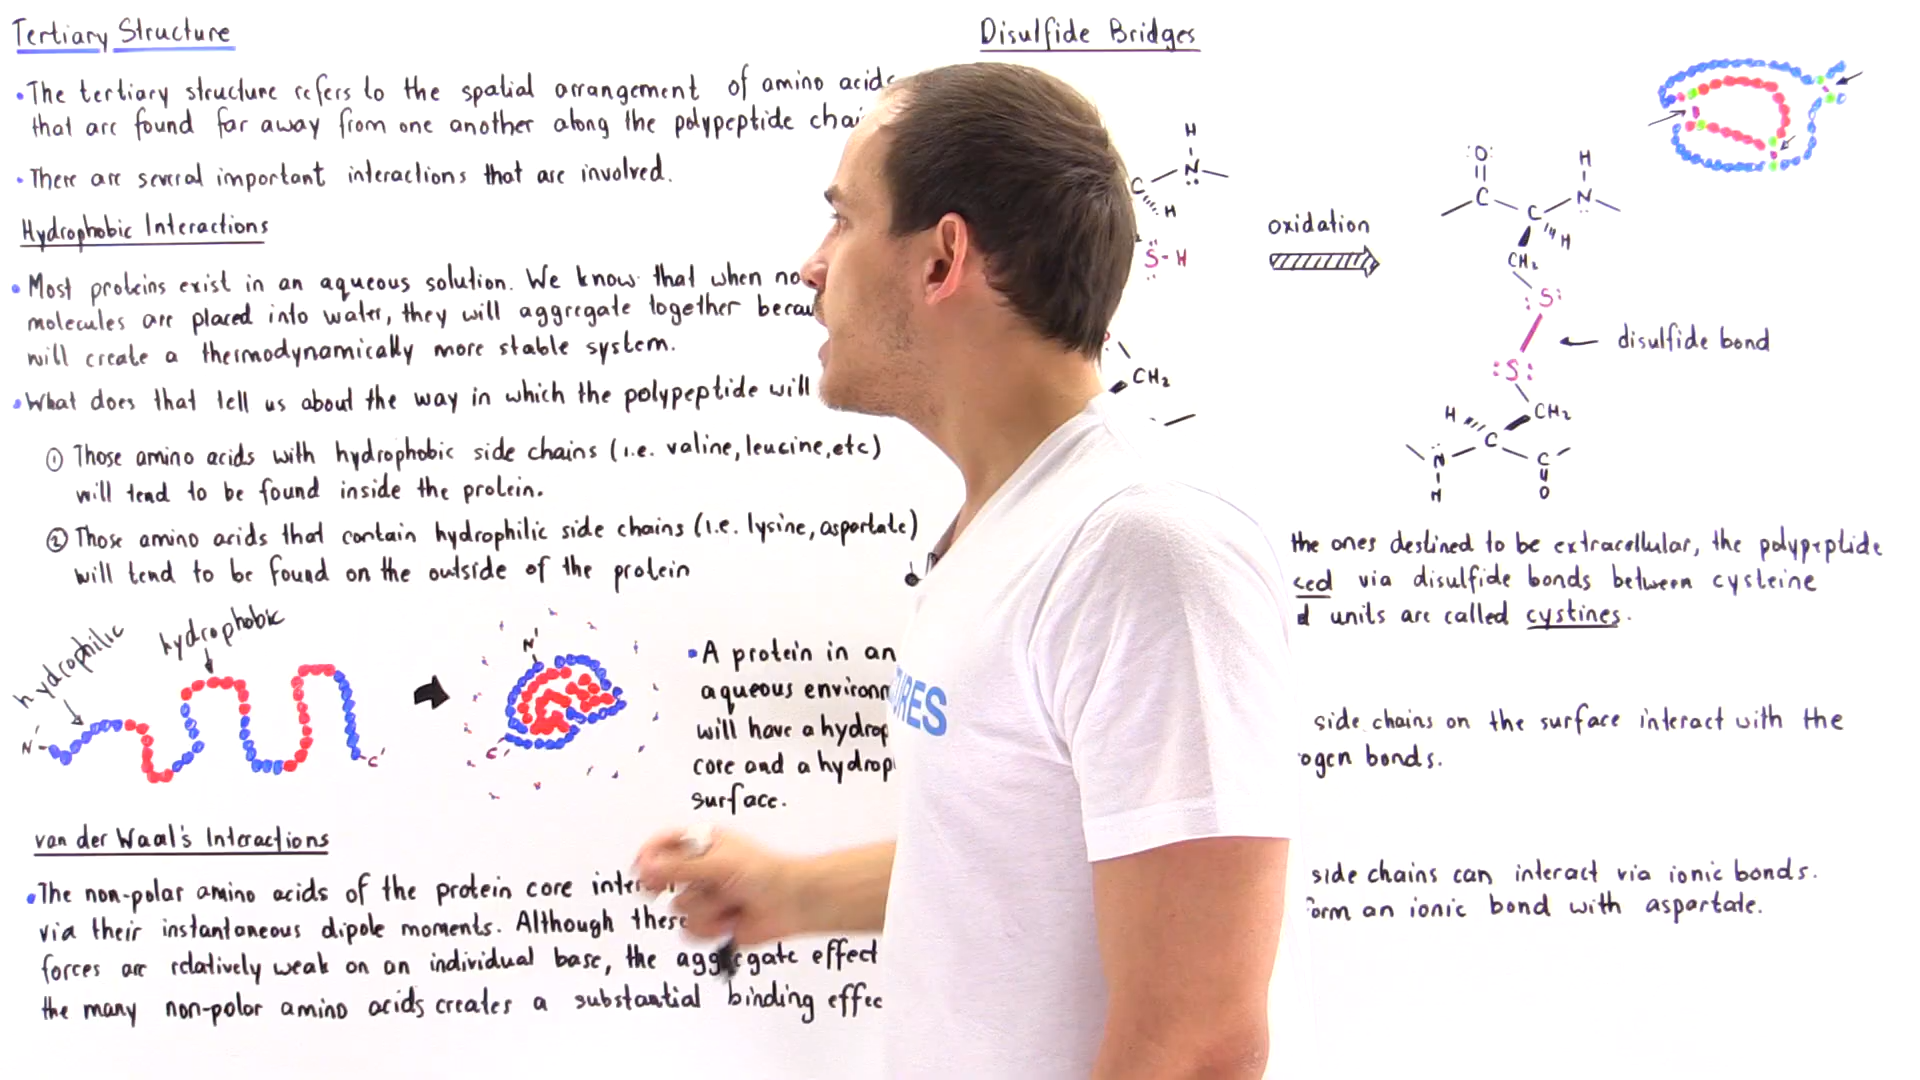 Tertiary Structure
• The tertiary structure refers to the spatial arrangement of amino acids
that are found far away from one another along the polypeptide
• There are several important interactions that are involved.
Hydrophobic Interactions
• Most proteins exist in an aqueous solution. We know that when
molecules are placed into water, they will aggregate together
will create a thermodynamically more stable system.
• What does that tell us about the way in which the polypeptide will
① Those amino acids with hydrophobic side chains (i.e. valine, leucine, etc)
will tend to be found inside the protein.
② Those amino acids that contain hydrophilic side chains (i.e. lysine, aspartate)
will tend to be found on the outside of the protein
hydrophilic
hydrophobic
N'
C'
N'
C'
• A protein in an
aqueous
will have a
core and a
surface.
van der Waal's Interactions
• The non-polar amino acids of the protein core
via their instantaneous dipole moments. Although these
forces are relatively weak on an individual base, the aggregate effect
the many non-polar amino acids creates a substantial binding
Disulfide Bridges
H
N
C
H
S-H
CH₂
oxidation
:O:
H
C
C
N
H
CH₂
:S:
disulfide bond
:S:
H
CH₂
C
N
C
H
O
the ones destined to be extracellular, the polypeptide
via disulfide bonds between cysteine
units are called cystines.
side chains on the surface interact with the
bonds.
side chains can interact via ionic bonds.
an ionic bond with aspartate.